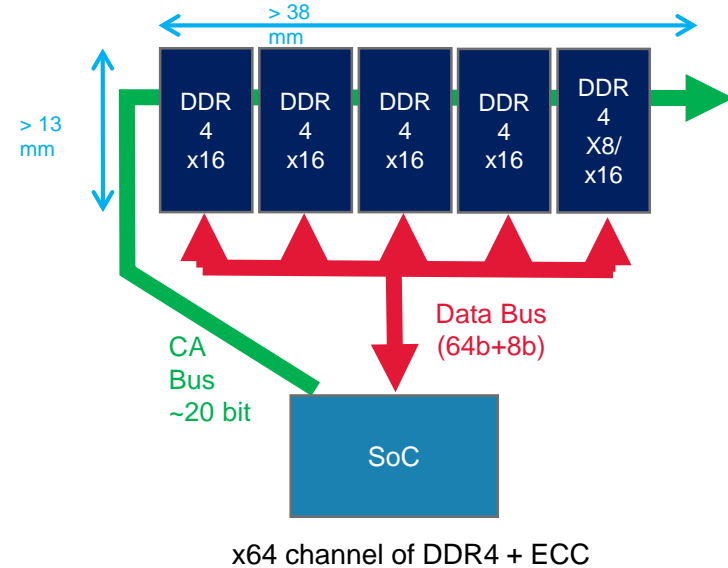 > 38
mm
> 13
mm
DDR
4
x16
DDR
4
x16
DDR
4
x16
DDR
4
x16
DDR
4
X8/
x16
CA
Bus
~20 bit
Data Bus
(64b+8b)
SoC
x64 channel of DDR4 + ECC